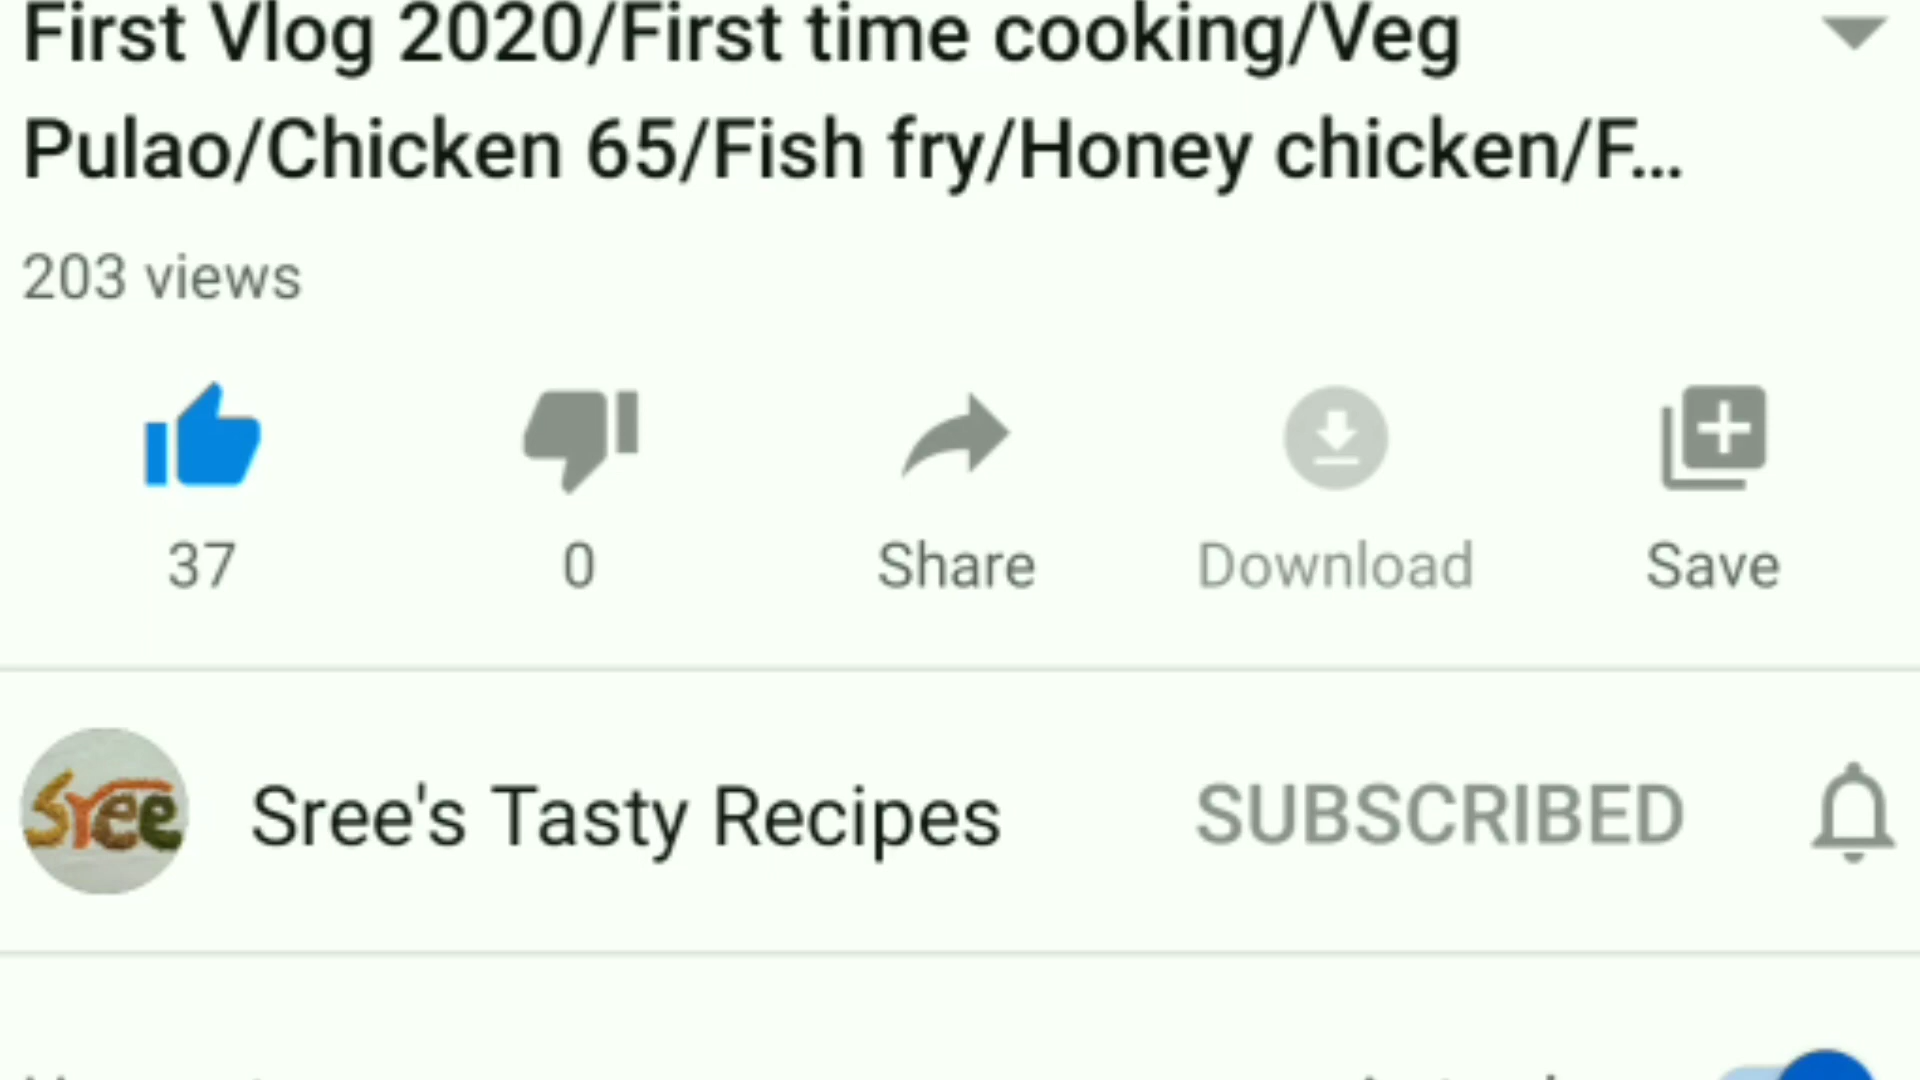 First Vlog 2020/First time cooking/Veg
Pulao/Chicken 65/Fish fry/Honey chicken/F...
203 views
37 0 Share Download Save
Sree
Sree's Tasty Recipes SUBSCRIBED